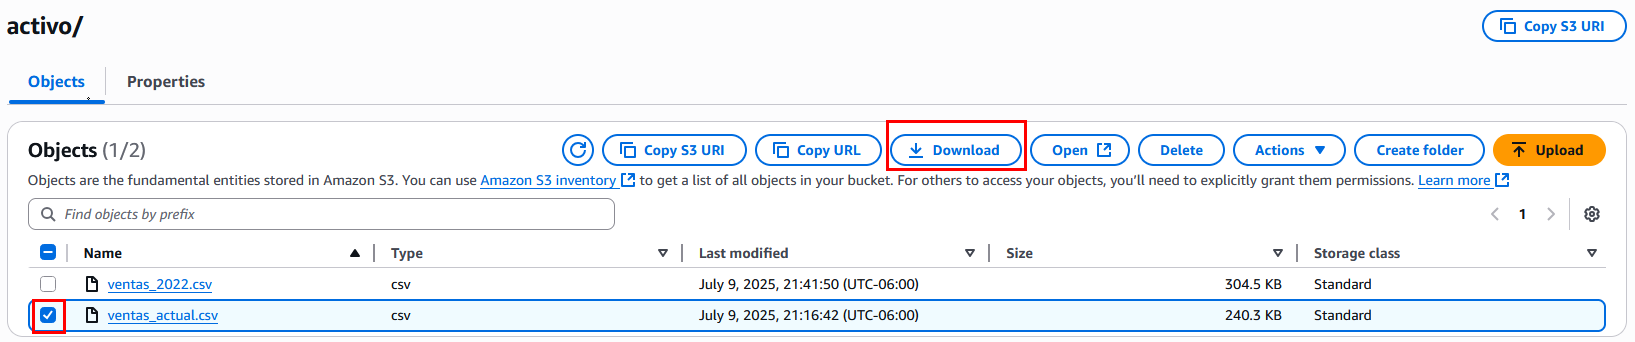 activo/
Copy S3 URI
Objects Properties
Objects (1/2) Copy S3 URI Copy URL Download Open Delete Actions Create folder Upload
Objects are the fundamental entities stored in Amazon S3. You can use Amazon S3 inventory to get a list of all objects in your bucket. For others to access your objects, you'll need to explicitly grant them permissions. Learn more
Find objects by prefix
1
Name Type Last modified Size Storage class
ventas_2022.csv csv July 9, 2025, 21:41:50 (UTC-06:00) 304.5 KB Standard
ventas_actual.csv csv July 9, 2025, 21:16:42 (UTC-06:00) 240.3 KB Standard